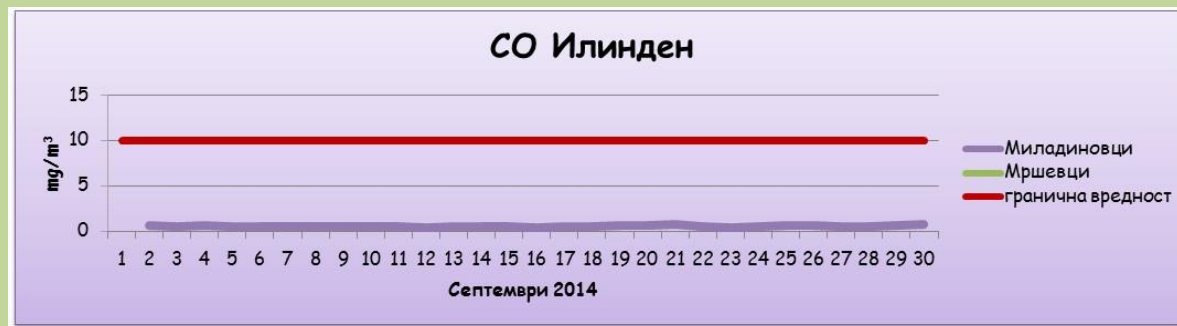 CO Илинден
mg/m³
15
10
5
0
1 2 3 4 5 6 7 8 9 10 11 12 13 14 15 16 17 18 19 20 21 22 23 24 25 26 27 28 29 30
Септември 2014
Миладиновци
Мршевци
гранична вредност